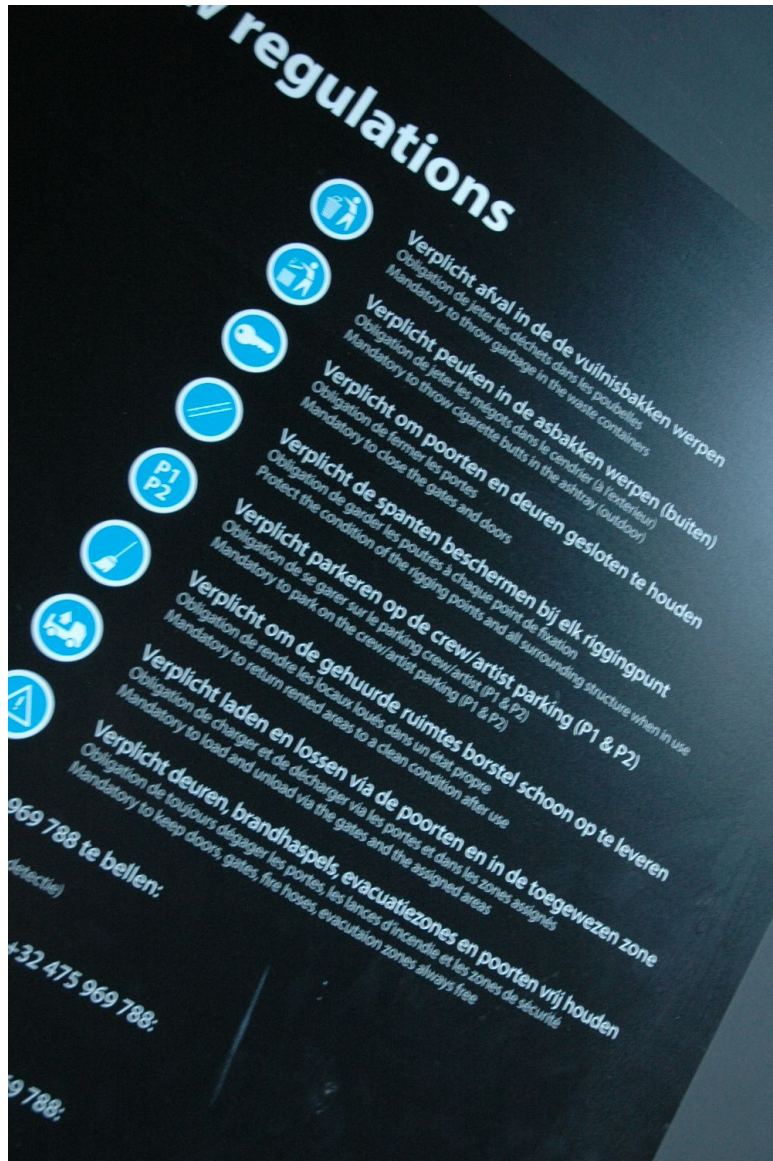 regulations
Verplicht afval in de de vuilnisbakken werpen
Obligation de jeter les déchets dans les poubelles
Mandatory to throw garbage in the waste containers
Verplicht peuken in de asbakken werpen (buiten)
Obligation de jeter les mégots dans le cendrier (à l'exterieur)
Mandatory to throw cigarette butts in the ashtray (outdoor)
Verplicht om poorten en deuren gesloten te houden
Obligation de fermer les portes
Mandatory to close the gates and doors
Verplicht de spanten beschermen bij elk riggingpunt
Obligation de garder les poutres à chaque point de fixation
Protect the condition of the rigging points and all surrounding structure when in use
P1
P2
Verplicht parkeren op de crew/artist parking (P1 & P2)
Obligation de se garer sur le parking crew/artist (P1 & P2)
Mandatory to park on the crew/artist parking (P1 & P2)
Verplicht om de gehuurde ruimtes borstel schoon op te leveren
Obligation de rendre les locaux loués dans un état propre
Mandatory to return rented areas to a clean condition after use
Verplicht laden en lossen via de poorten en in de toegewezen zone
Obligation de charger et de décharger via les portes et dans les zones assignés
Mandatory to load and unload via the gates and the assigned areas
Verplicht deuren, brandhaspels, evacuatiezones en poorten vrij houden
Obligation de toujours dégager les portes, les lances d'incendie et les zones de sécurité
Mandatory to keep doors, gates, fire hoses, evacutaion zones always free
969 788 te bellen:
detectie)
+32 475 969 788:
69 788: